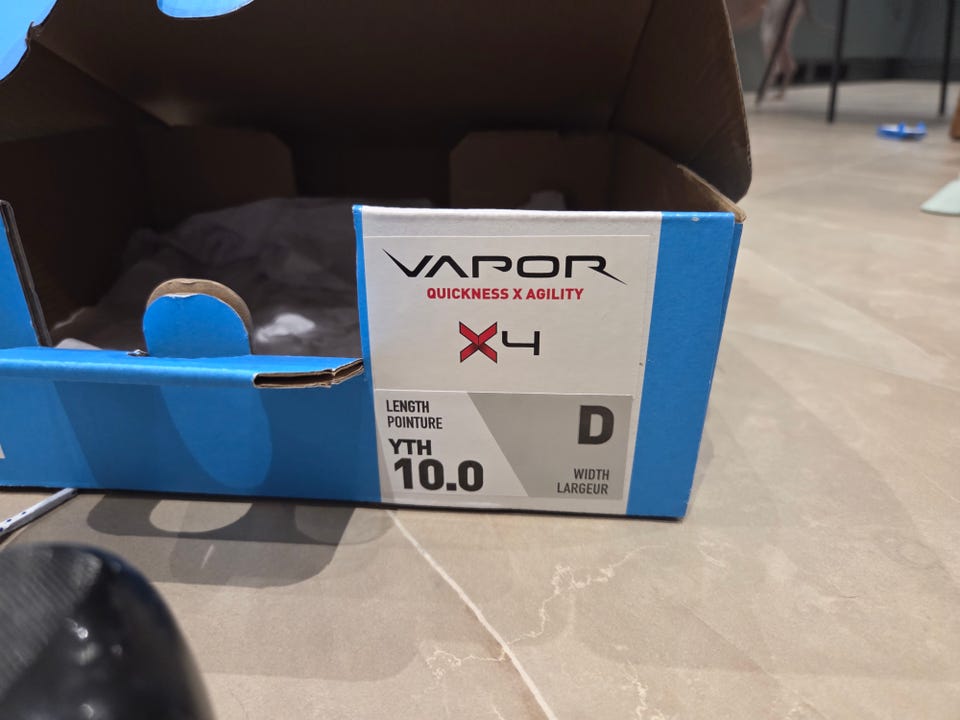 VAPOR
QUICKNESS X AGILITY
X4
LENGTH
POINTURE
YTH
10.0
D
WIDTH
LARGEUR